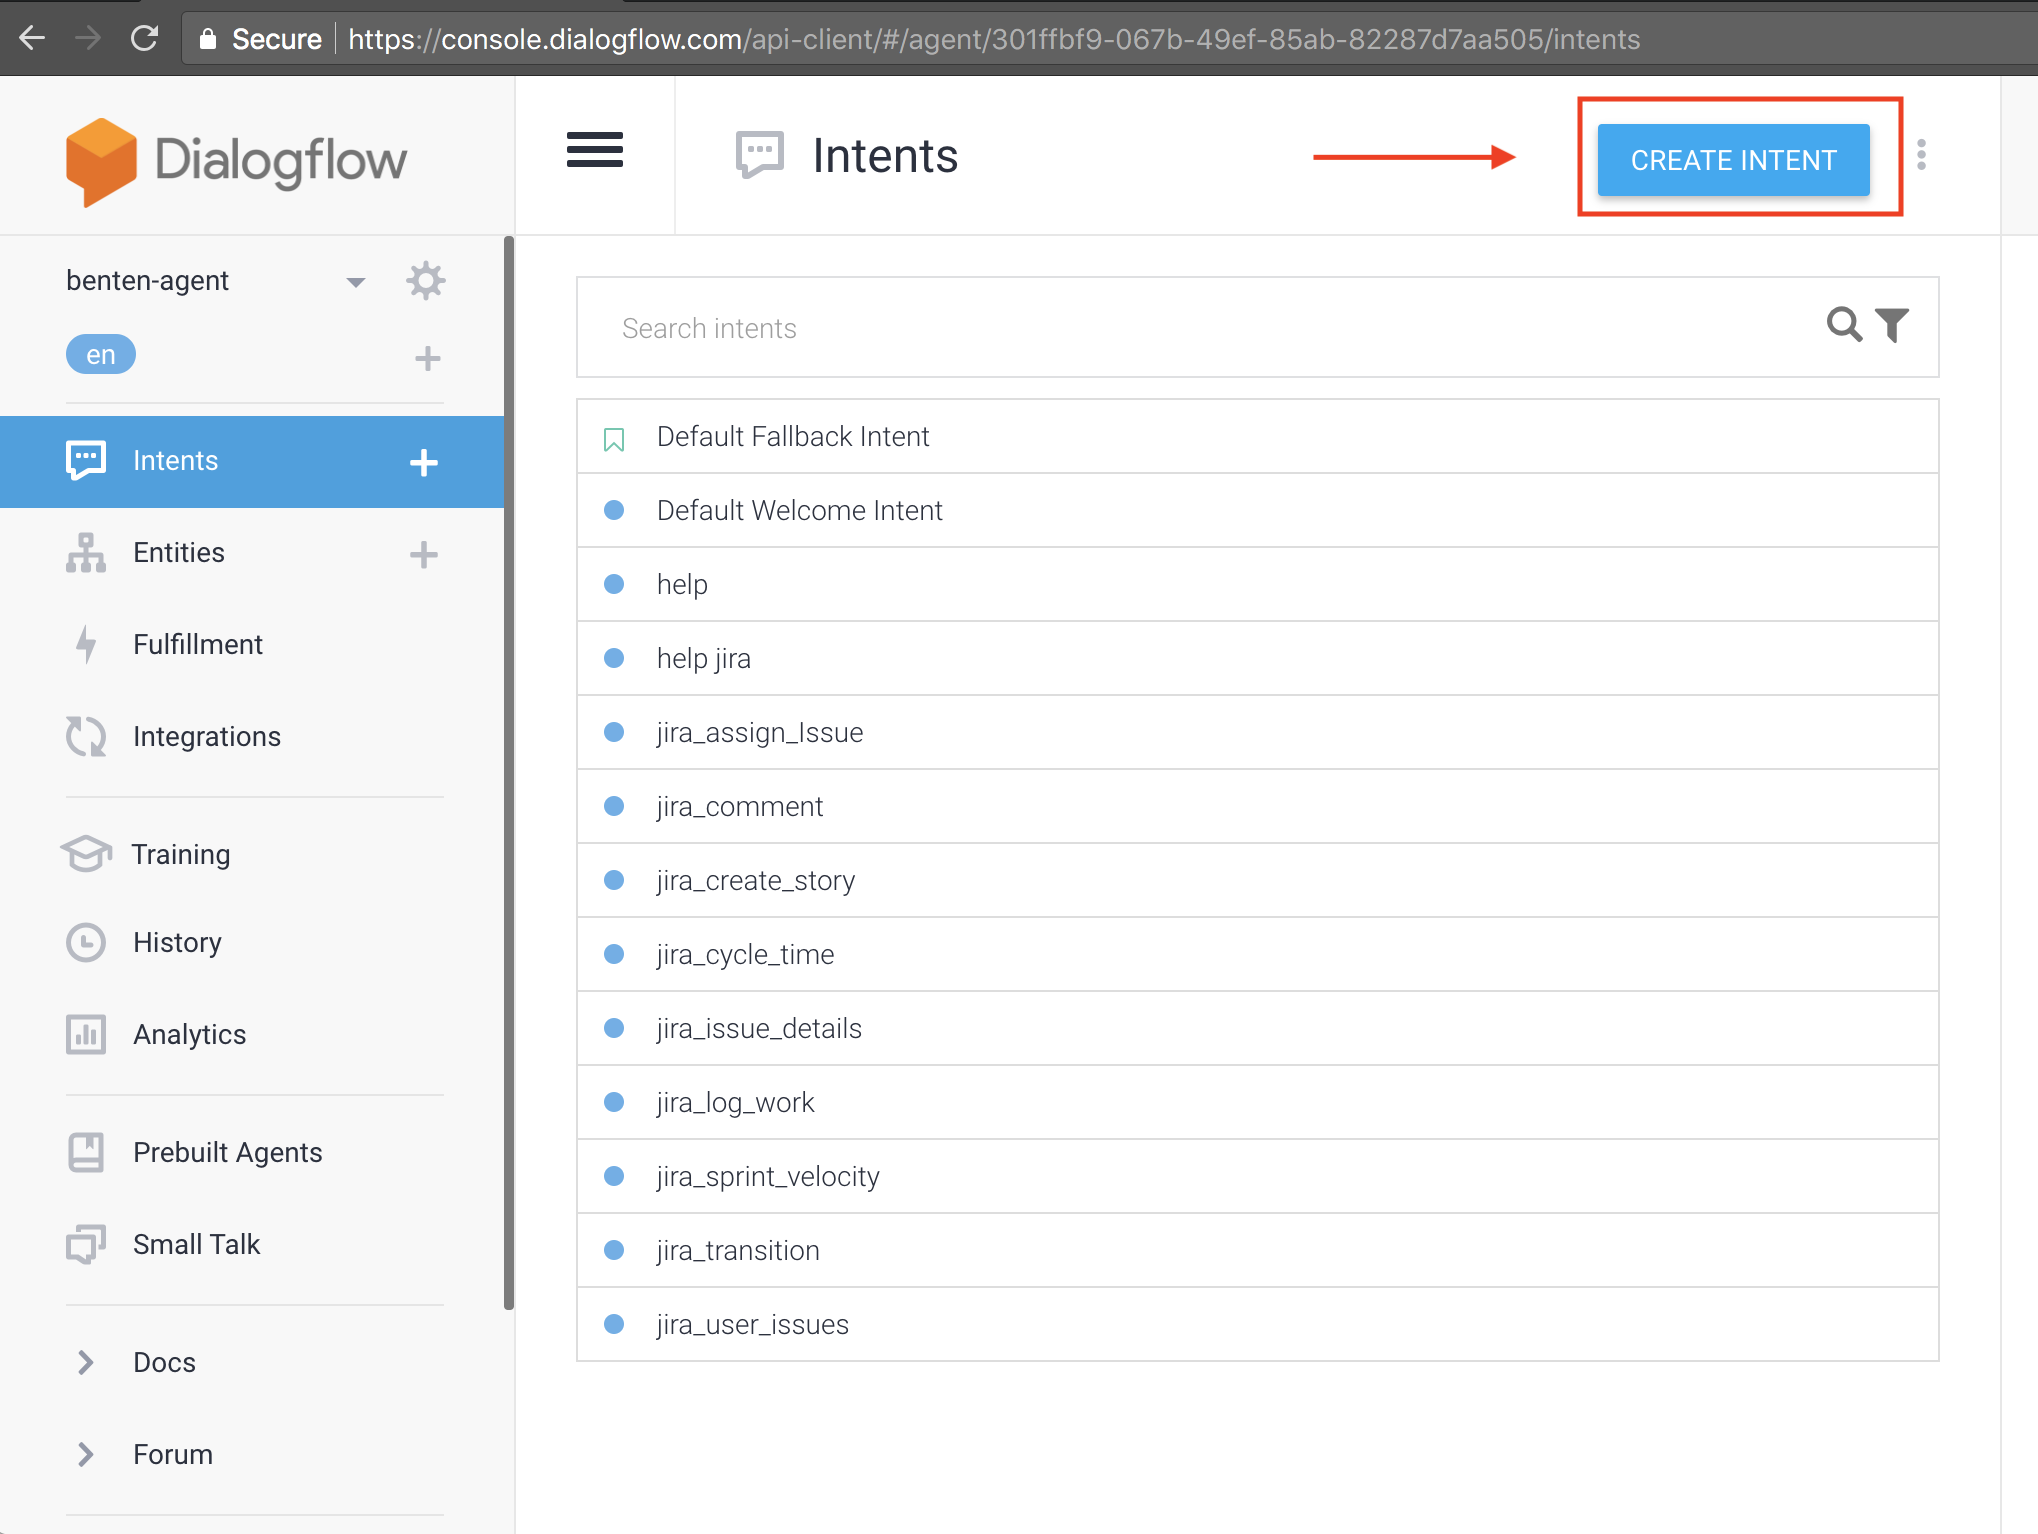 Secure https://console.dialogflow.com/api-client/#/agent/301ffbf9-067b-49ef-85ab-82287d7aa505/intents
Dialogflow
Intents
CREATE INTENT
benten-agent
en
Intents
Entities
Fulfillment
Integrations
Training
History
Analytics
Prebuilt Agents
Small Talk
Docs
Forum
Search intents
Default Fallback Intent
Default Welcome Intent
help
help jira
jira_assign_Issue
jira_comment
jira_create_story
jira_cycle_time
jira_issue_details
jira_log_work
jira_sprint_velocity
jira_transition
jira_user_issues